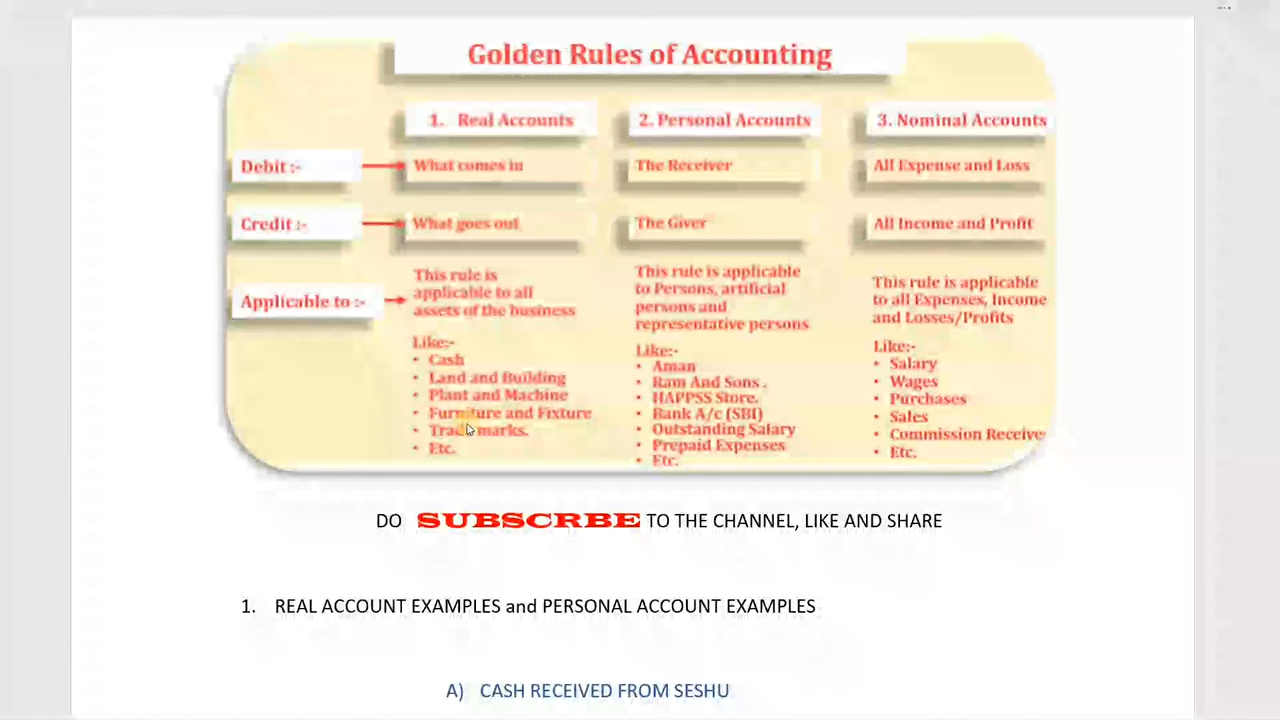 Golden Rules of Accounting
1. Real Accounts
2. Personal Accounts
3. Nominal Accounts
Debit :-
What comes in
The Receiver
All Expense and Loss
Credit :-
What goes out
The Giver
All Income and Profit
Applicable to :-
This rule is
applicable to all
assets of the business
Like:-
• Cash
• Land and Building
• Plant and Machine
• Furniture and Fixture
• Trademarks.
• Etc.
This rule is applicable
to Persons, artificial
persons and
representative persons
Like:-
• Aman
• Ram And Sons .
• HAPPSS Store.
• Bank A/c (SBI)
• Outstanding Salary
• Prepaid Expenses
• Etc.
This rule is applicable
to all Expenses, Income
and Losses/Profits
Like:-
• Salary
• Wages
• Purchases
• Sales
• Commission Receive
• Etc.
DO SUBSCRBE TO THE CHANNEL, LIKE AND SHARE
1. REAL ACCOUNT EXAMPLES and PERSONAL ACCOUNT EXAMPLES
A) CASH RECEIVED FROM SESHU